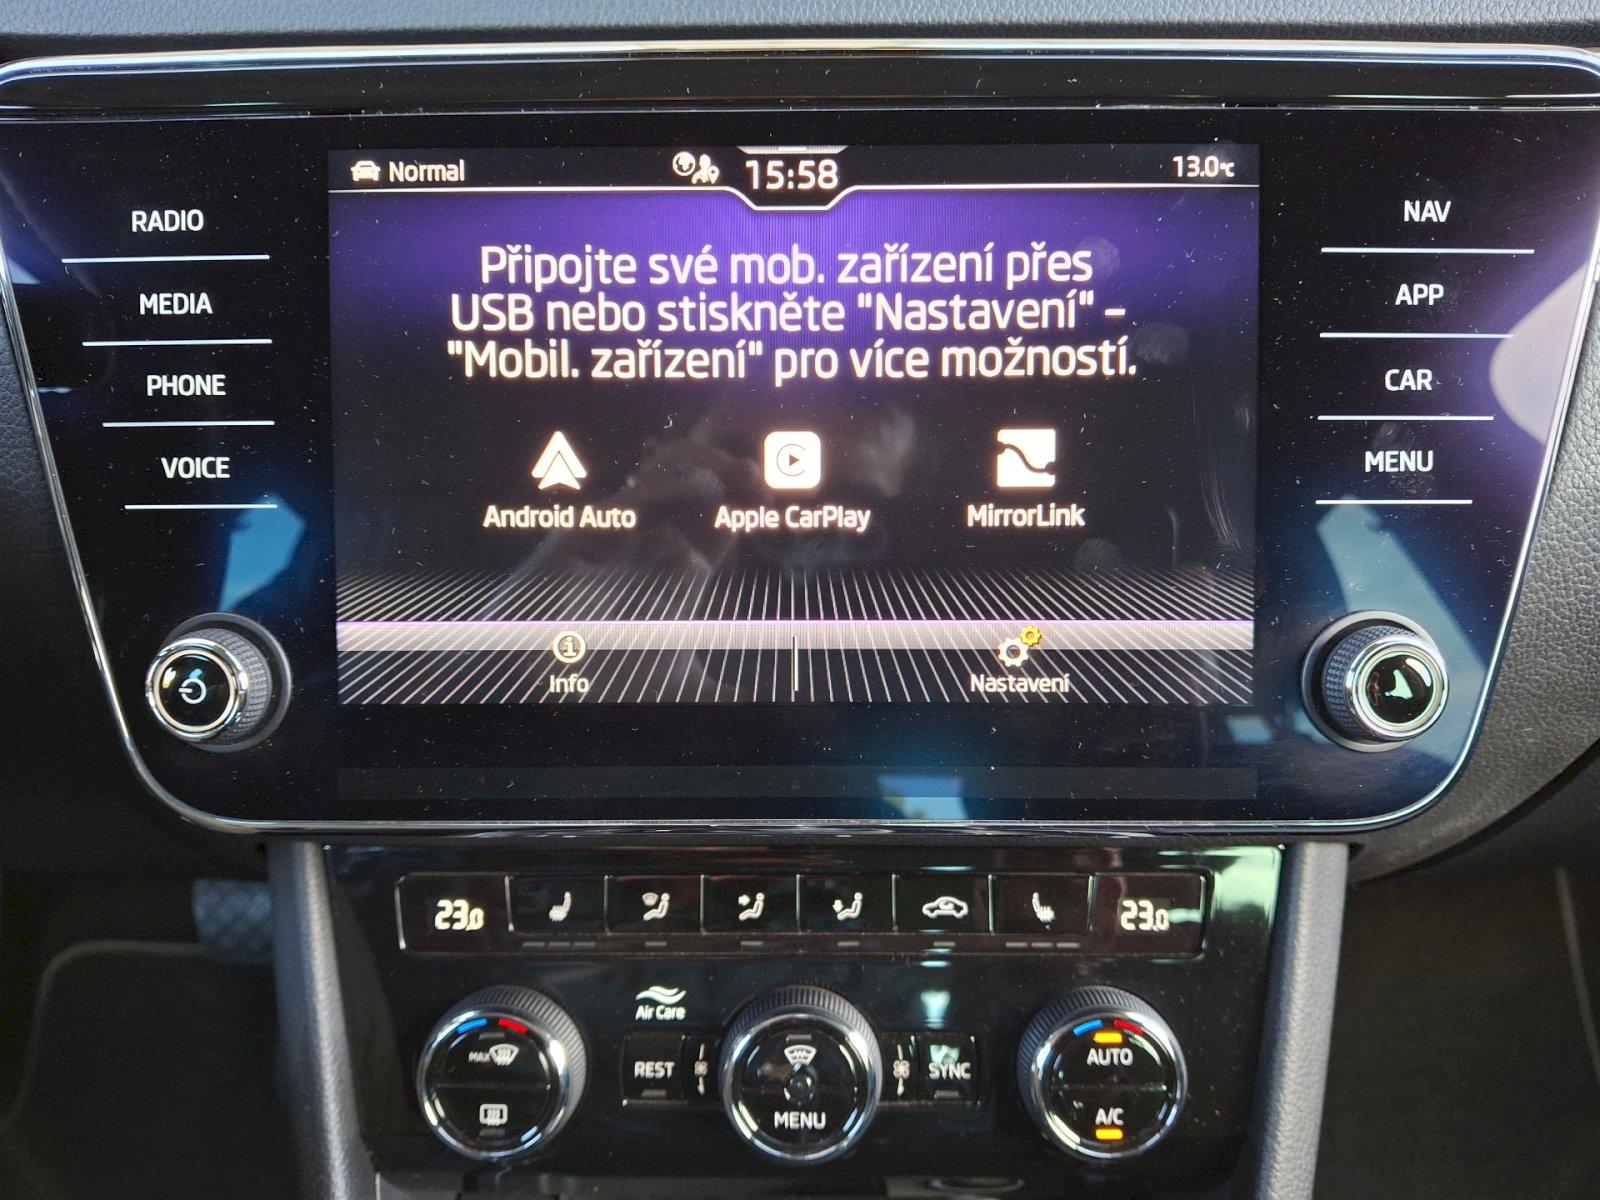 Normal
15:58
13.0°C
RADIO
MEDIA
PHONE
VOICE
NAV
APP
CAR
MENU
Připojte své mob. zařízení přes
USB nebo stiskněte "Nastavení" -
"Mobil. zařízení" pro více možností.
Android Auto
Apple CarPlay
MirrorLink
Info
Nastavení
23,0
23,0
Air Care
MAX
REST
MENU
SYNC
AUTO
A/C